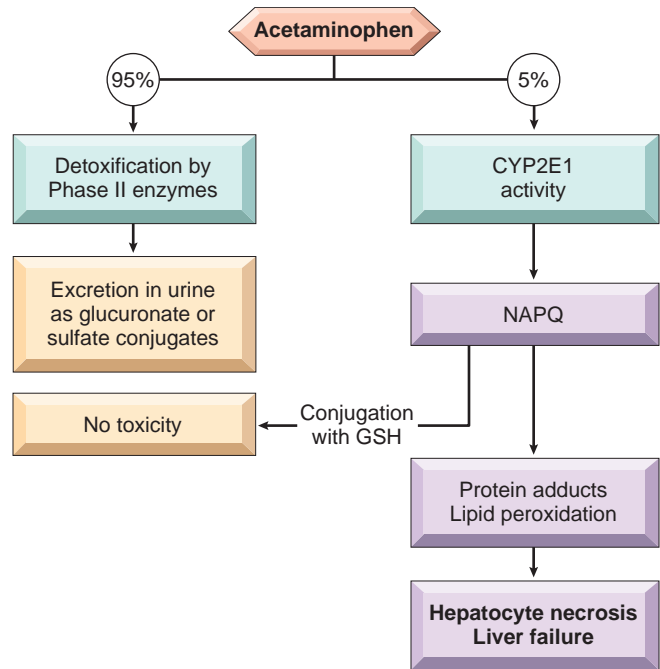 Acetaminophen
95%
5%
Detoxification by
Phase II enzymes
CYP2E1
activity
Excretion in urine
as glucuronate or
sulfate conjugates
NAPQ
No toxicity
Conjugation
with GSH
Protein adducts
Lipid peroxidation
Hepatocyte necrosis
Liver failure